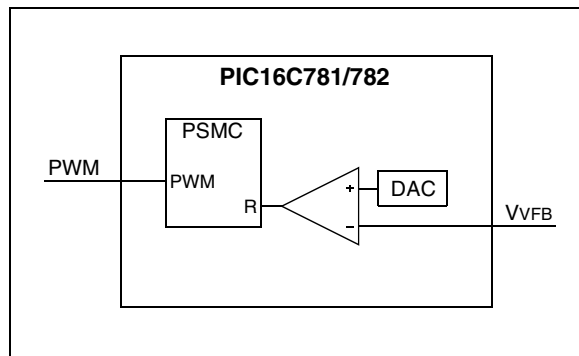 PIC16C781/782
PSMC
PWM
PWM
R
+
DAC
–
VVFB